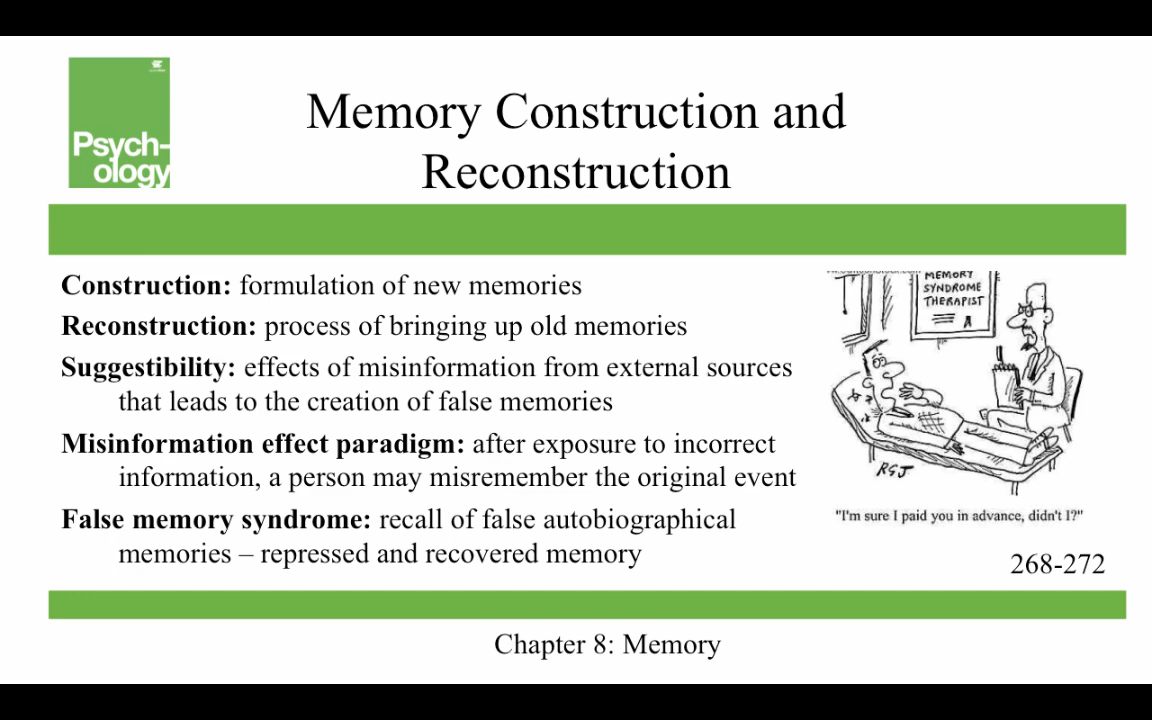 Psych-
ology
Memory Construction and
Reconstruction
Construction: formulation of new memories
Reconstruction: process of bringing up old memories
Suggestibility: effects of misinformation from external sources
that leads to the creation of false memories
Misinformation effect paradigm: after exposure to incorrect
information, a person may misremember the original event
False memory syndrome: recall of false autobiographical
memories – repressed and recovered memory
MEMORY
SYNDROME
THERAPIST
RGJ
"I'm sure I paid you in advance, didn't I?"
268-272
Chapter 8: Memory